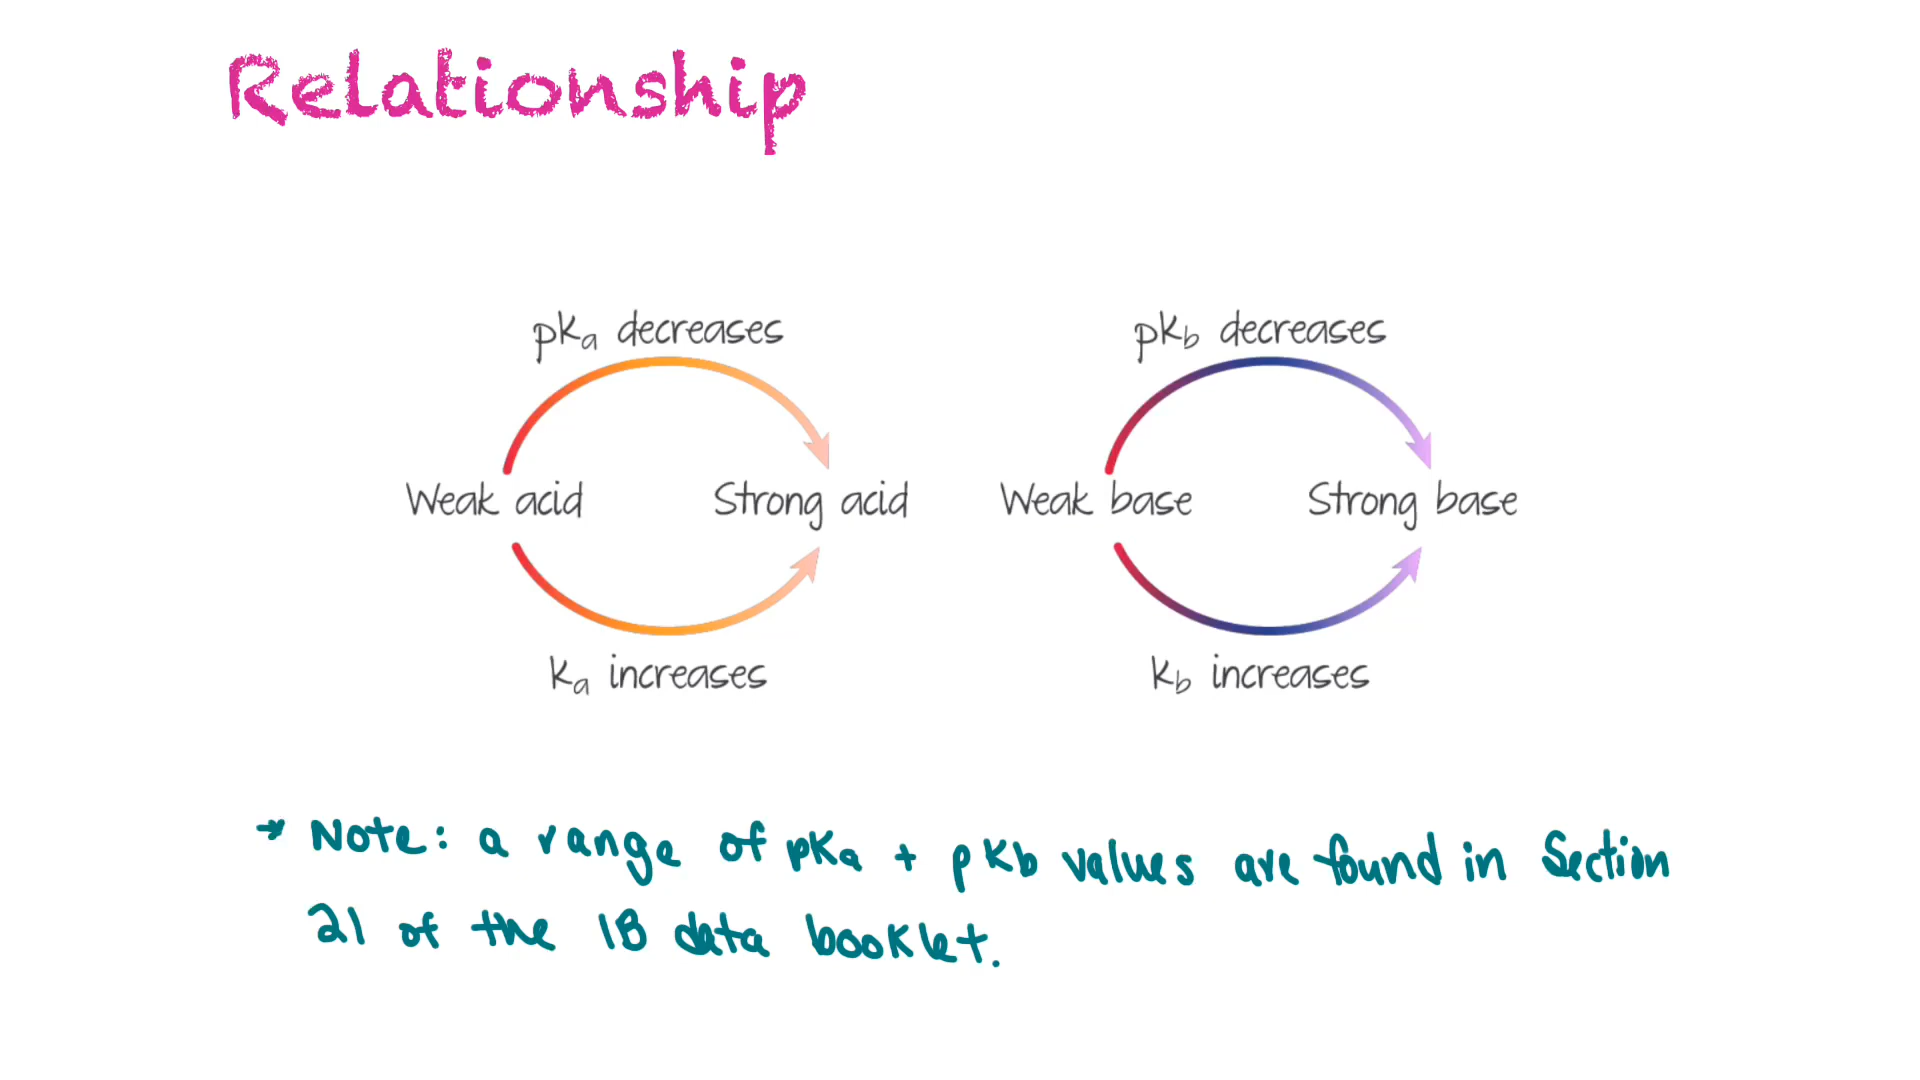 Relationship
pKa decreases
pKb decreases
Weak acid
Strong acid
Weak base
Strong base
Ka increases
Kb increases
* Note: a range of pKa + pKb values are found in Section
21 of the IB data booklet.